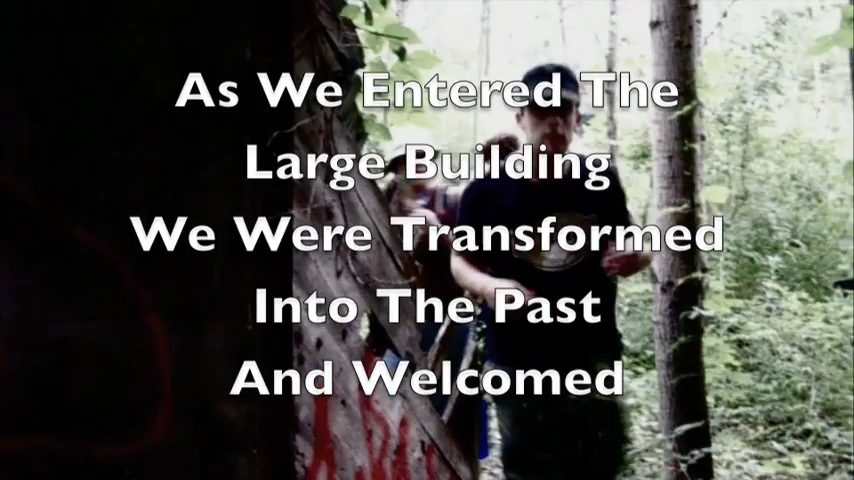 As We Entered The
Large Building
We Were Transformed
Into The Past
And Welcomed